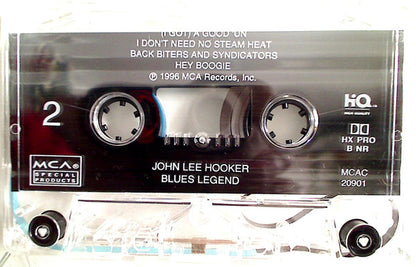 (I GOT) A GOOD 'UN
I DON'T NEED NO STEAM HEAT
BACK BITERS AND SYNDICATORS
HEY BOOGIE
℗ 1996 MCA Records, Inc.
2
HiQ
HIGH QUALITY
HX PRO
B NR
MCA
SPECIAL
PRODUCTS
JOHN LEE HOOKER
BLUES LEGEND
MCAC
20901